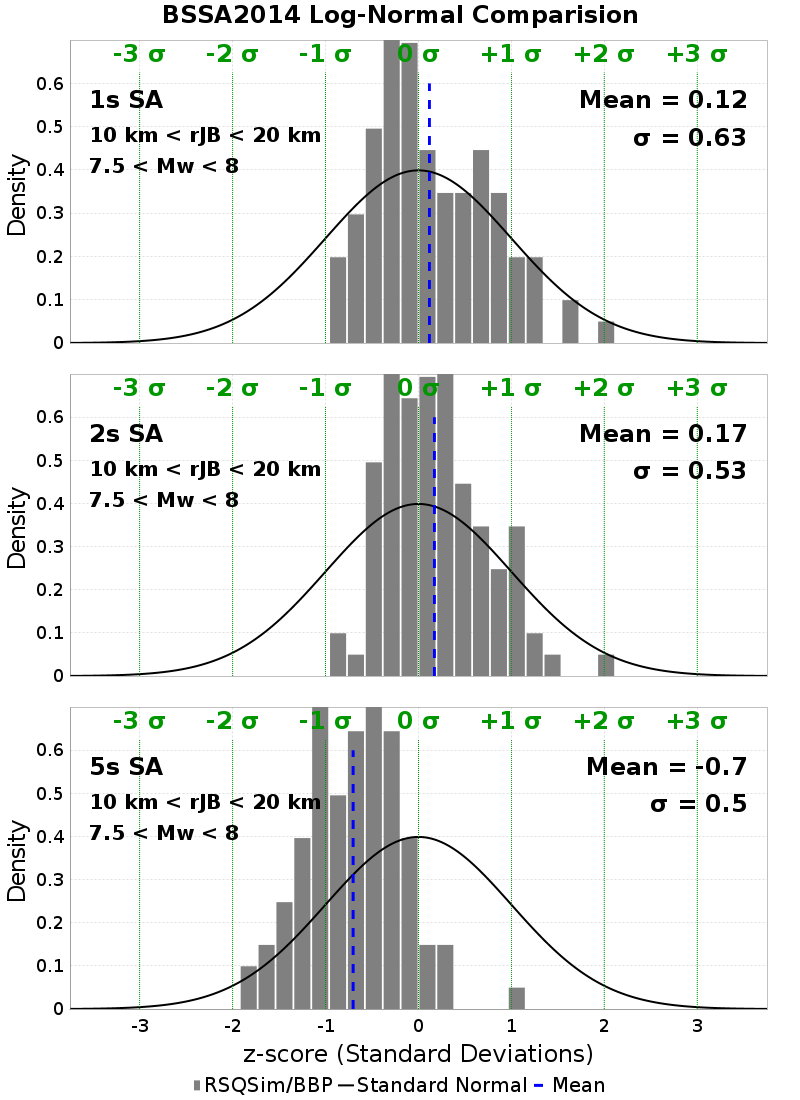 BSSA2014 Log-Normal Comparision
-3 σ -2 σ -1 σ 0 σ +1 σ +2 σ +3 σ
1s SA
10 km < rJB < 20 km
7.5 < Mw < 8
Mean = 0.12
σ = 0.63
Density
0.6
0.5
0.4
0.3
0.2
0.1
0
-3 σ -2 σ -1 σ 0 σ +1 σ +2 σ +3 σ
2s SA
10 km < rJB < 20 km
7.5 < Mw < 8
Mean = 0.17
σ = 0.53
Density
0.6
0.5
0.4
0.3
0.2
0.1
0
-3 σ -2 σ -1 σ 0 σ +1 σ +2 σ +3 σ
5s SA
10 km < rJB < 20 km
7.5 < Mw < 8
Mean = -0.7
σ = 0.5
Density
0.6
0.5
0.4
0.3
0.2
0.1
0
-3 -2 -1 0 1 2 3
z-score (Standard Deviations)
RSQSim/BBP Standard Normal Mean